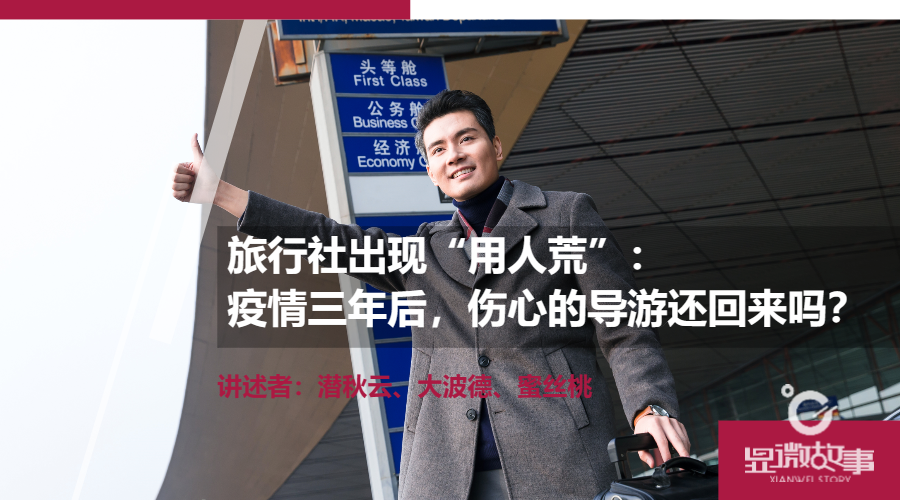 头等舱
First Class
公务舱
Business C
经济
Economy C
旅行社出现“用人荒”：
疫情三年后，伤心的导游还回来吗？
讲述者：潜秋云、大波德、蜜丝桃
显微故事
XIANWEI STORY